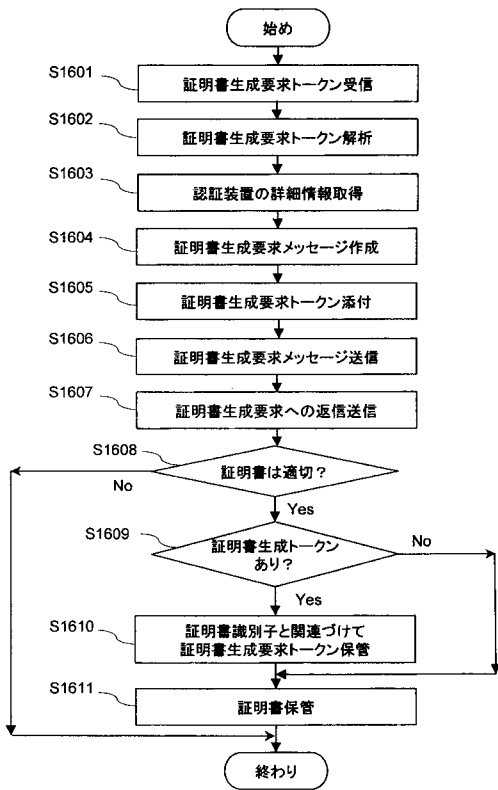 始め
S1601
証明書生成要求トークン受信
S1602
証明書生成要求トークン解析
S1603
認証装置の詳細情報取得
S1604
証明書生成要求メッセージ作成
S1605
証明書生成要求トークン添付
S1606
証明書生成要求メッセージ送信
S1607
証明書生成要求への返信送信
S1608
証明書は適切？
No
Yes
S1609
証明書生成トークン
あり？
No
Yes
S1610
証明書識別子と関連づけて
証明書生成要求トークン保管
S1611
証明書保管
終わり